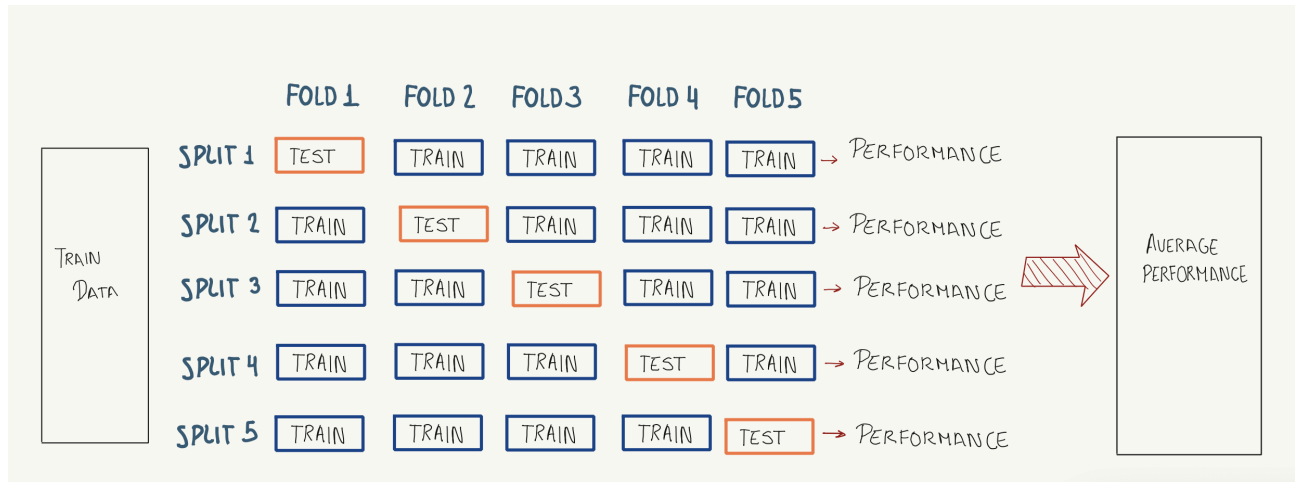 FOLD 1 FOLD 2 FOLD 3 FOLD 4 FOLD 5
SPLIT 1 TEST TRAIN TRAIN TRAIN TRAIN → PERFORMANCE
SPLIT 2 TRAIN TEST TRAIN TRAIN TRAIN → PERFORMANCE
TRAIN
DATA
SPLIT 3 TRAIN TRAIN TEST TRAIN TRAIN → PERFORMANCE
SPLIT 4 TRAIN TRAIN TRAIN TEST TRAIN → PERFORMANCE
SPLIT 5 TRAIN TRAIN TRAIN TRAIN TEST → PERFORMANCE
AVERAGE
PERFORMANCE